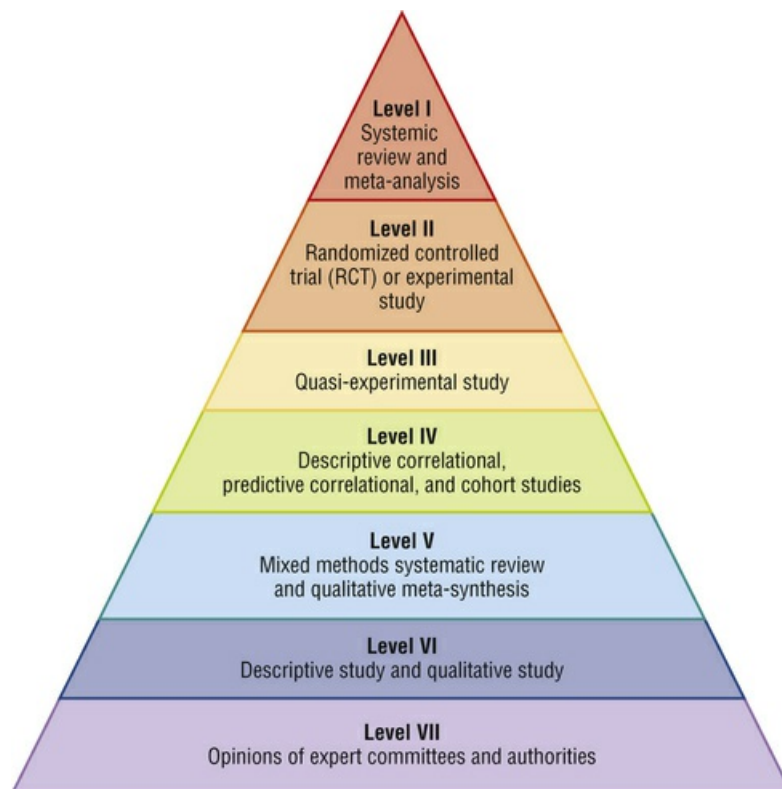 Level I
Systemic
review and
meta-analysis
Level II
Randomized controlled
trial (RCT) or experimental
study
Level III
Quasi-experimental study
Level IV
Descriptive correlational,
predictive correlational, and cohort studies
Level V
Mixed methods systematic review
and qualitative meta-synthesis
Level VI
Descriptive study and qualitative study
Level VII
Opinions of expert committees and authorities